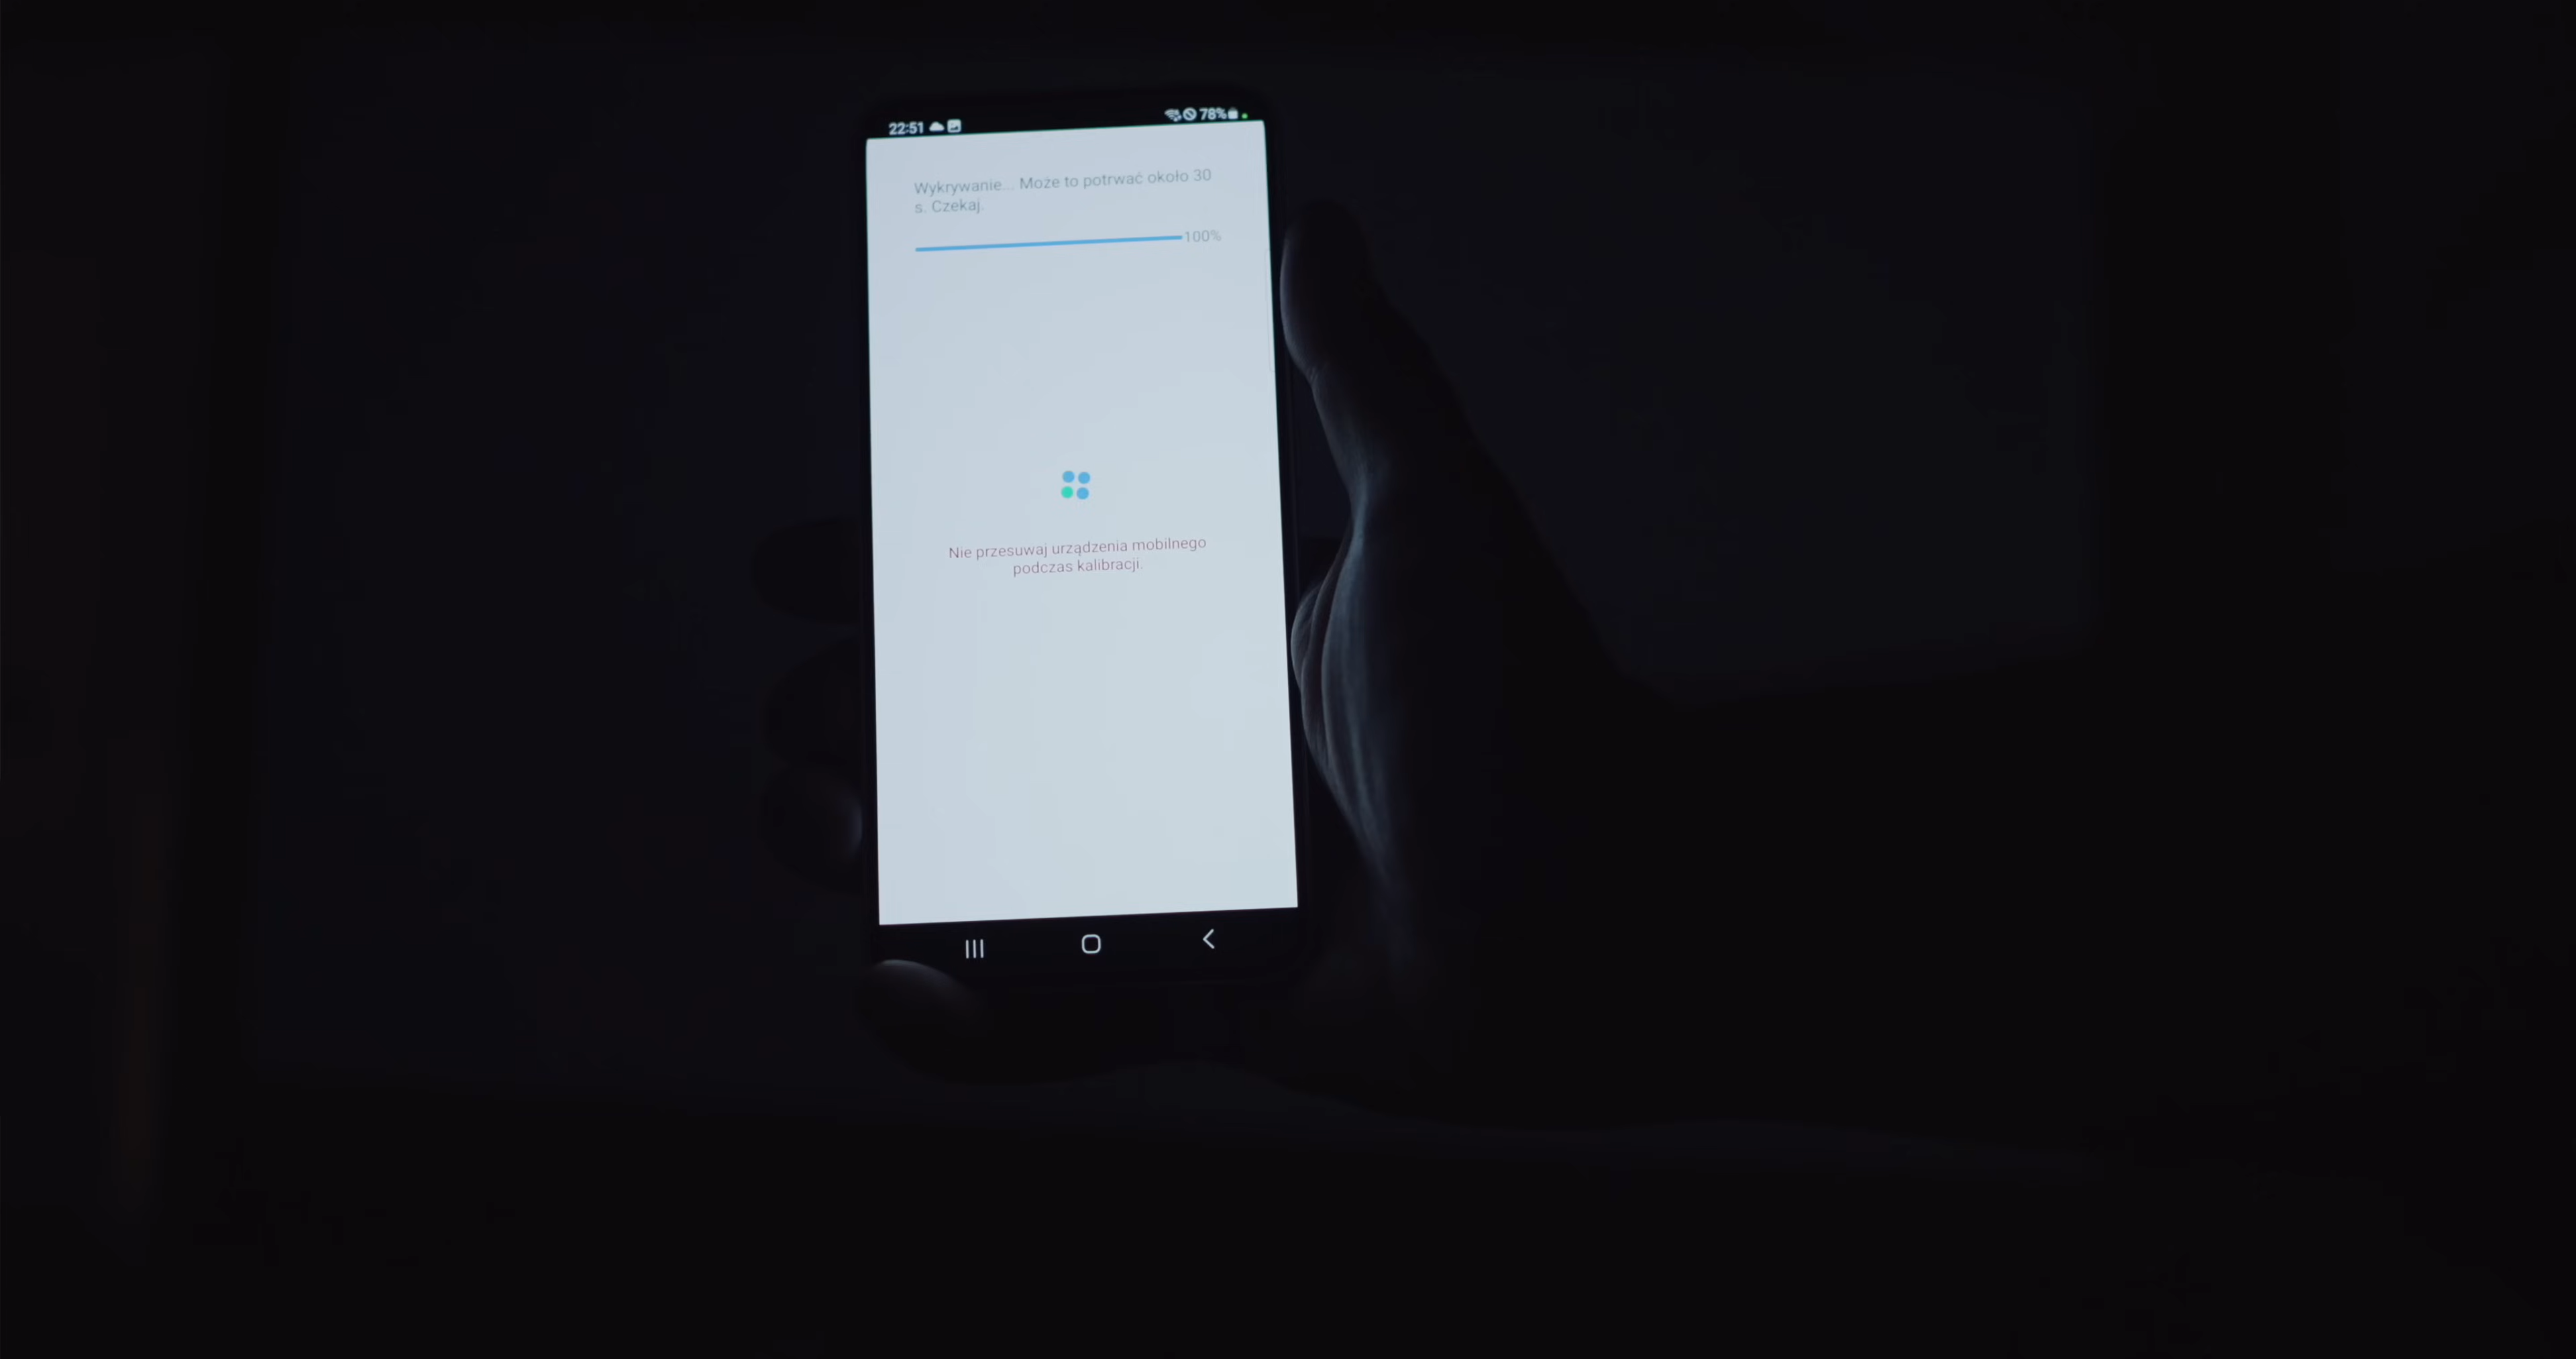 22:51
78%
Wykrywanie... Może to potrwać około 30
s. Czekaj.
100%
Nie przesuwaj urządzenia mobilnego
podczas kalibracji.